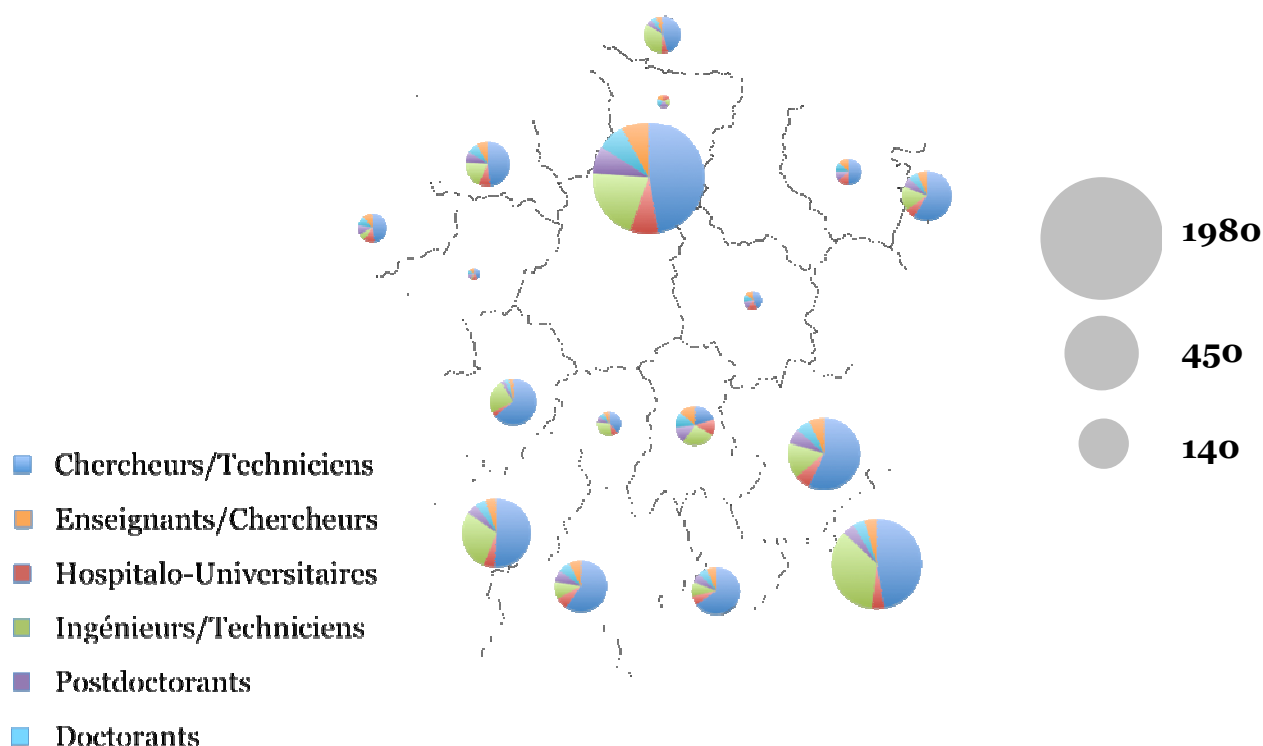 Chercheurs/Techniciens
Enseignants/Chercheurs
Hospitalo-Universitaires
Ingénieurs/Techniciens
Postdoctorants
Doctorants
1980
450
140